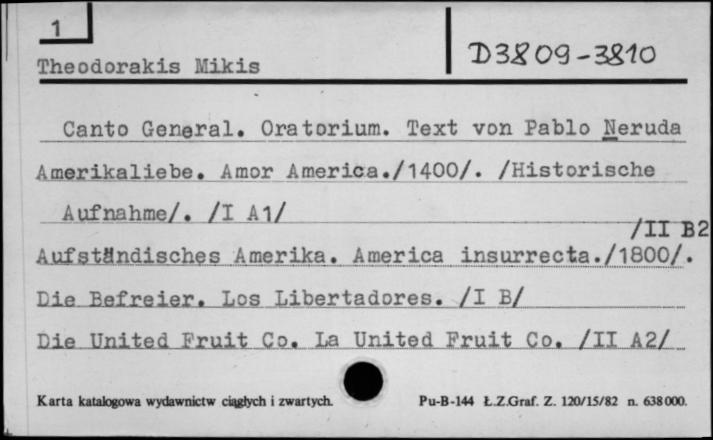 1
Theodorakis Mikis
D3809-3810
Canto General. Oratorium. Text von Pablo Neruda
Amerikaliebe. Amor America./1400/. /Historische
Aufnahme/. /I A1/
/II B2
Aufständisches Amerika. America insurrecta./1800/.
Die Befreier. Los Libertadores. /I B/
Die United Fruit Co. La United Fruit Co. /II A2/
Karta katalogowa wydawnictw ciągłych i zwartych.
Pu-B-144 Ł.Z.Graf. Z. 120/15/82 n. 638000.